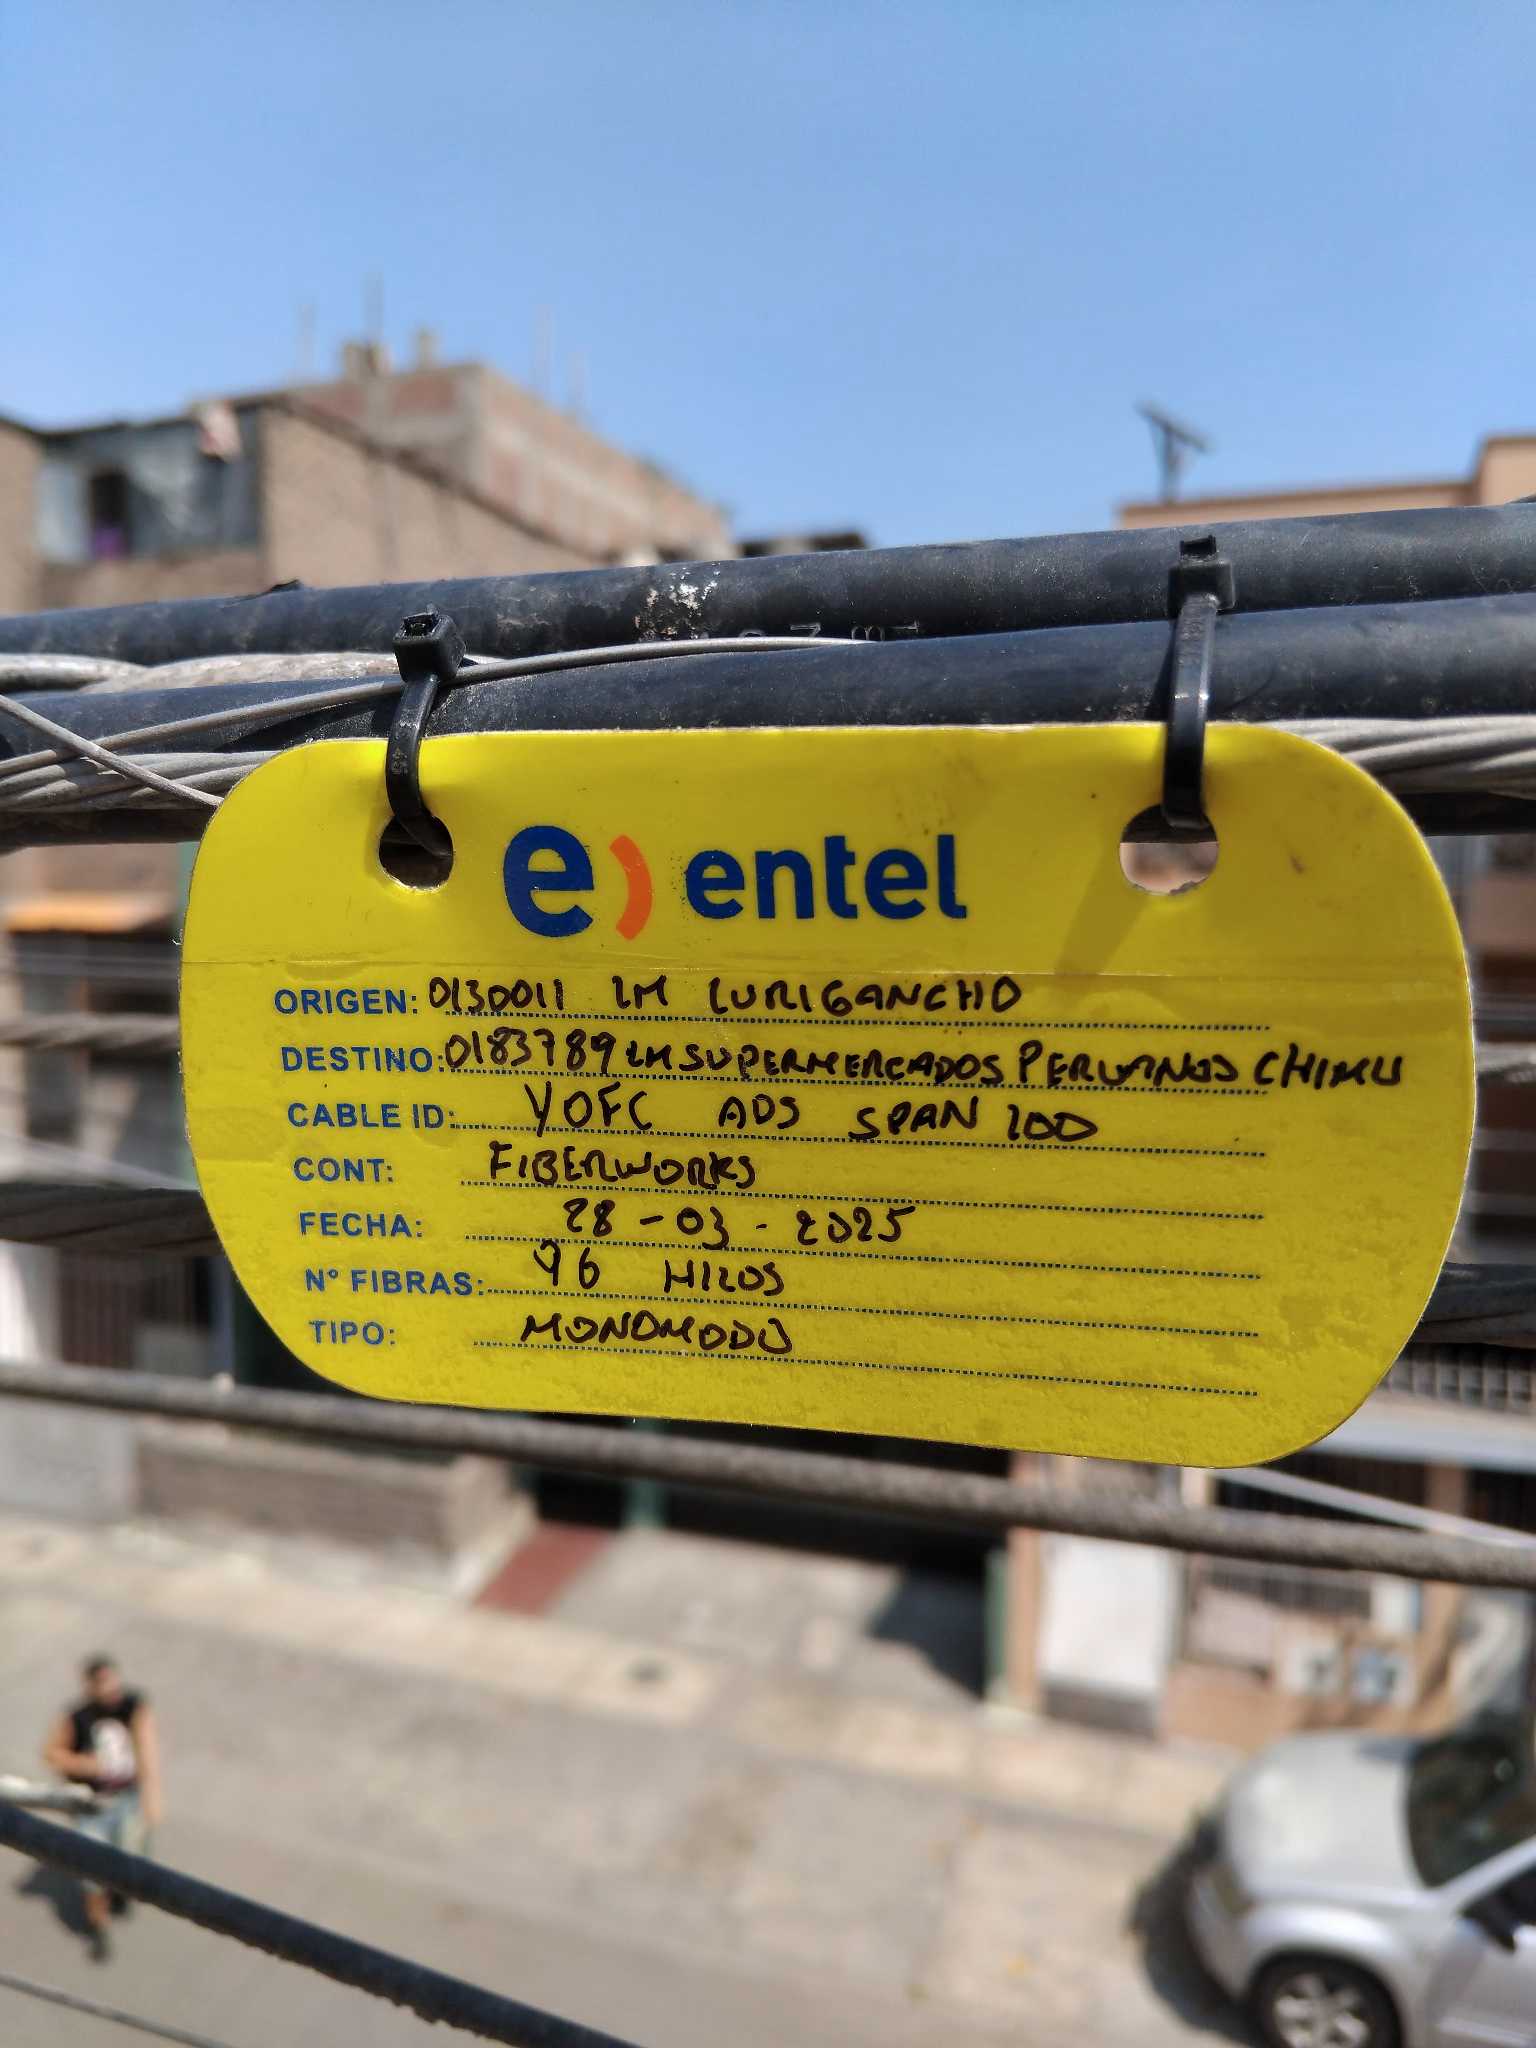 e) entel
ORIGEN: 0130011 LM LURIGANCHO
DESTINO: 0183789 LM SUPERMERCADOS PERUANOS CHIMU
CABLE ID: YOFC ADS SPAN 100
CONT: FIBERWORKS
FECHA: 28-03-2025
N° FIBRAS: 96 HILOS
TIPO: MONOMODO